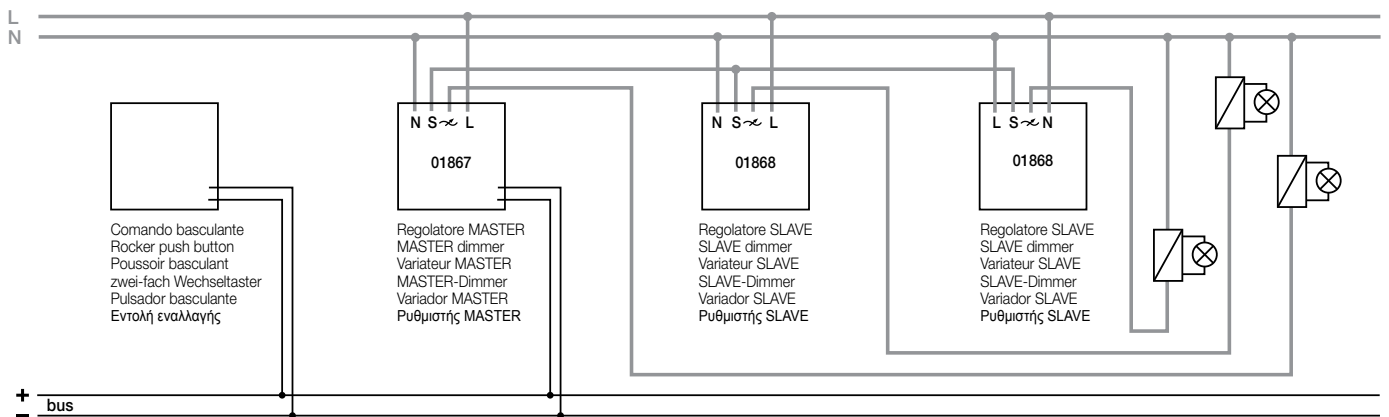 L
N
N S L
01867
N S L
01868
L S N
01868
Comando basculante
Rocker push button
Poussoir basculant
zwei-fach Wechseltaster
Pulsador basculante
Εντολή εναλλαγής
Regolatore MASTER
MASTER dimmer
Variateur MASTER
MASTER-Dimmer
Variador MASTER
Ρυθμιστής MASTER
Regolatore SLAVE
SLAVE dimmer
Variateur SLAVE
SLAVE-Dimmer
Variador SLAVE
Ρυθμιστής SLAVE
Regolatore SLAVE
SLAVE dimmer
Variateur SLAVE
SLAVE-Dimmer
Variador SLAVE
Ρυθμιστής SLAVE
+
bus
–